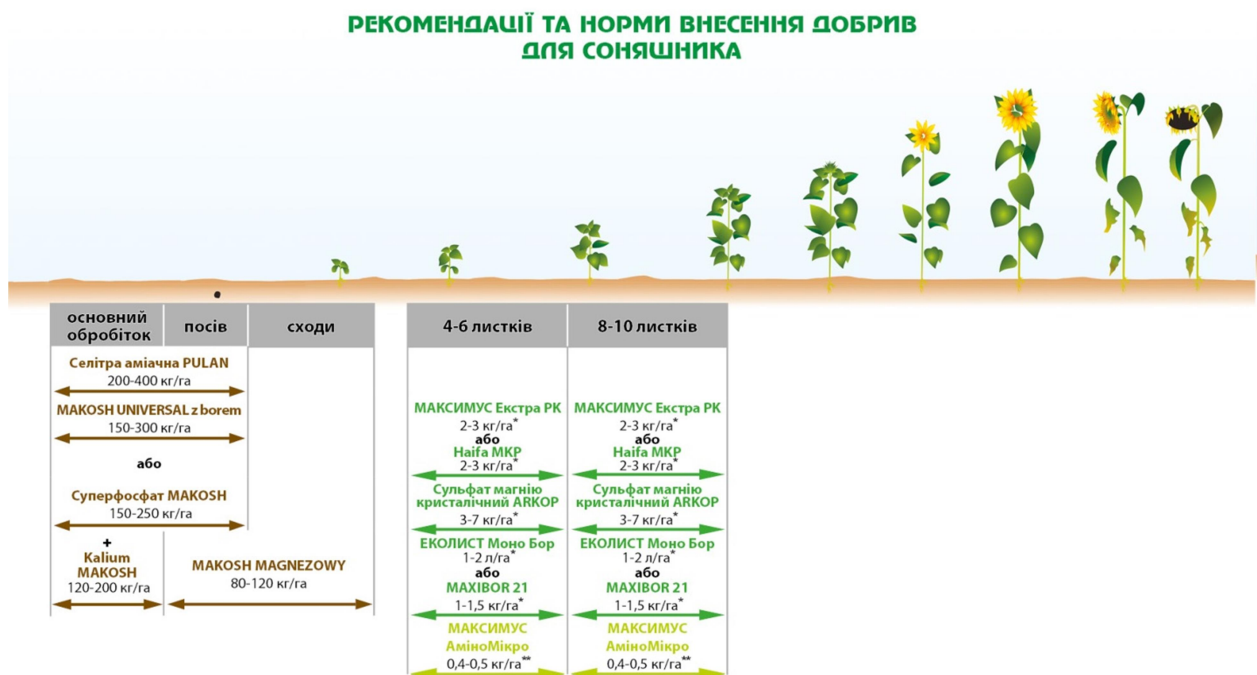 РЕКОМЕНДАЦІЇ ТА НОРМИ ВНЕСЕННЯ ДОБРИВ
ДЛЯ СОНЯШНИКА
основний
обробіток
посів
сходи
4-6 листків
8-10 листків
Селітра аміачна PULAN
200-400 кг/га
MAKOSH UNIVERSAL z borem
150-300 кг/га
або
Суперфосфат MAKOSH
150-250 кг/га
+
Kalium
MAKOSH
120-200 кг/га
MAKOSH MAGNEZOWY
80-120 кг/га
МАКСИМУС Екстра РК
2-3 кг/га*
або
Haifa MKP
2-3 кг/га*
Сульфат магнію
кристалічний ARKOP
3-7 кг/га*
ЕКОЛИСТ Моно Бор
1-2 л/га*
або
MAXIBOR 21
1-1,5 кг/га*
МАКСИМУС
АміноМікро
0,4-0,5 кг/га**
МАКСИМУС Екстра РК
2-3 кг/га*
або
Haifa MKP
2-3 кг/га*
Сульфат магнію
кристалічний ARKOP
3-7 кг/га*
ЕКОЛИСТ Моно Бор
1-2 л/га*
або
MAXIBOR 21
1-1,5 кг/га*
МАКСИМУС
АміноМікро
0,4-0,5 кг/га**